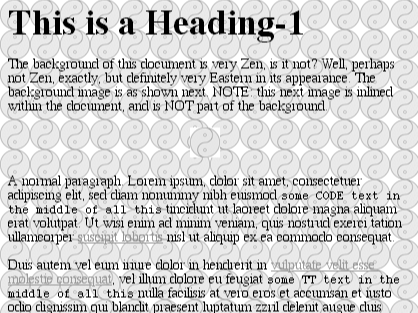 This is a Heading-1
The background of this document is very Zen, is it not? Well, perhaps
not Zen, exactly, but definitely very Eastern in its appearance. The
background image is as shown next. NOTE: this next image is inlined
within the document, and is NOT part of the background.
A normal paragraph. Lorem ipsum, dolor sit amet, consectetuer
adipiscing elit, sed diam nonummy nibh euismod some CODE text in
the middle of all this tincidunt ut laoreet dolore magna aliquam
erat volutpat. Ut wisi enim ad minim veniam, quis nostrud exerci tation
ullamcorper suscipit lobortis nisl ut aliquip ex ea commodo consequat.
Duis autem vel eum iriure dolor in hendrerit in vulputate velit esse
molestie consequat, vel illum dolore eu feugiat some TT text in the
middle of all this nulla facilisis at vero eros et accumsan et iusto
odio dignissim qui blandit praesent luptatum zzril delenit augue duis